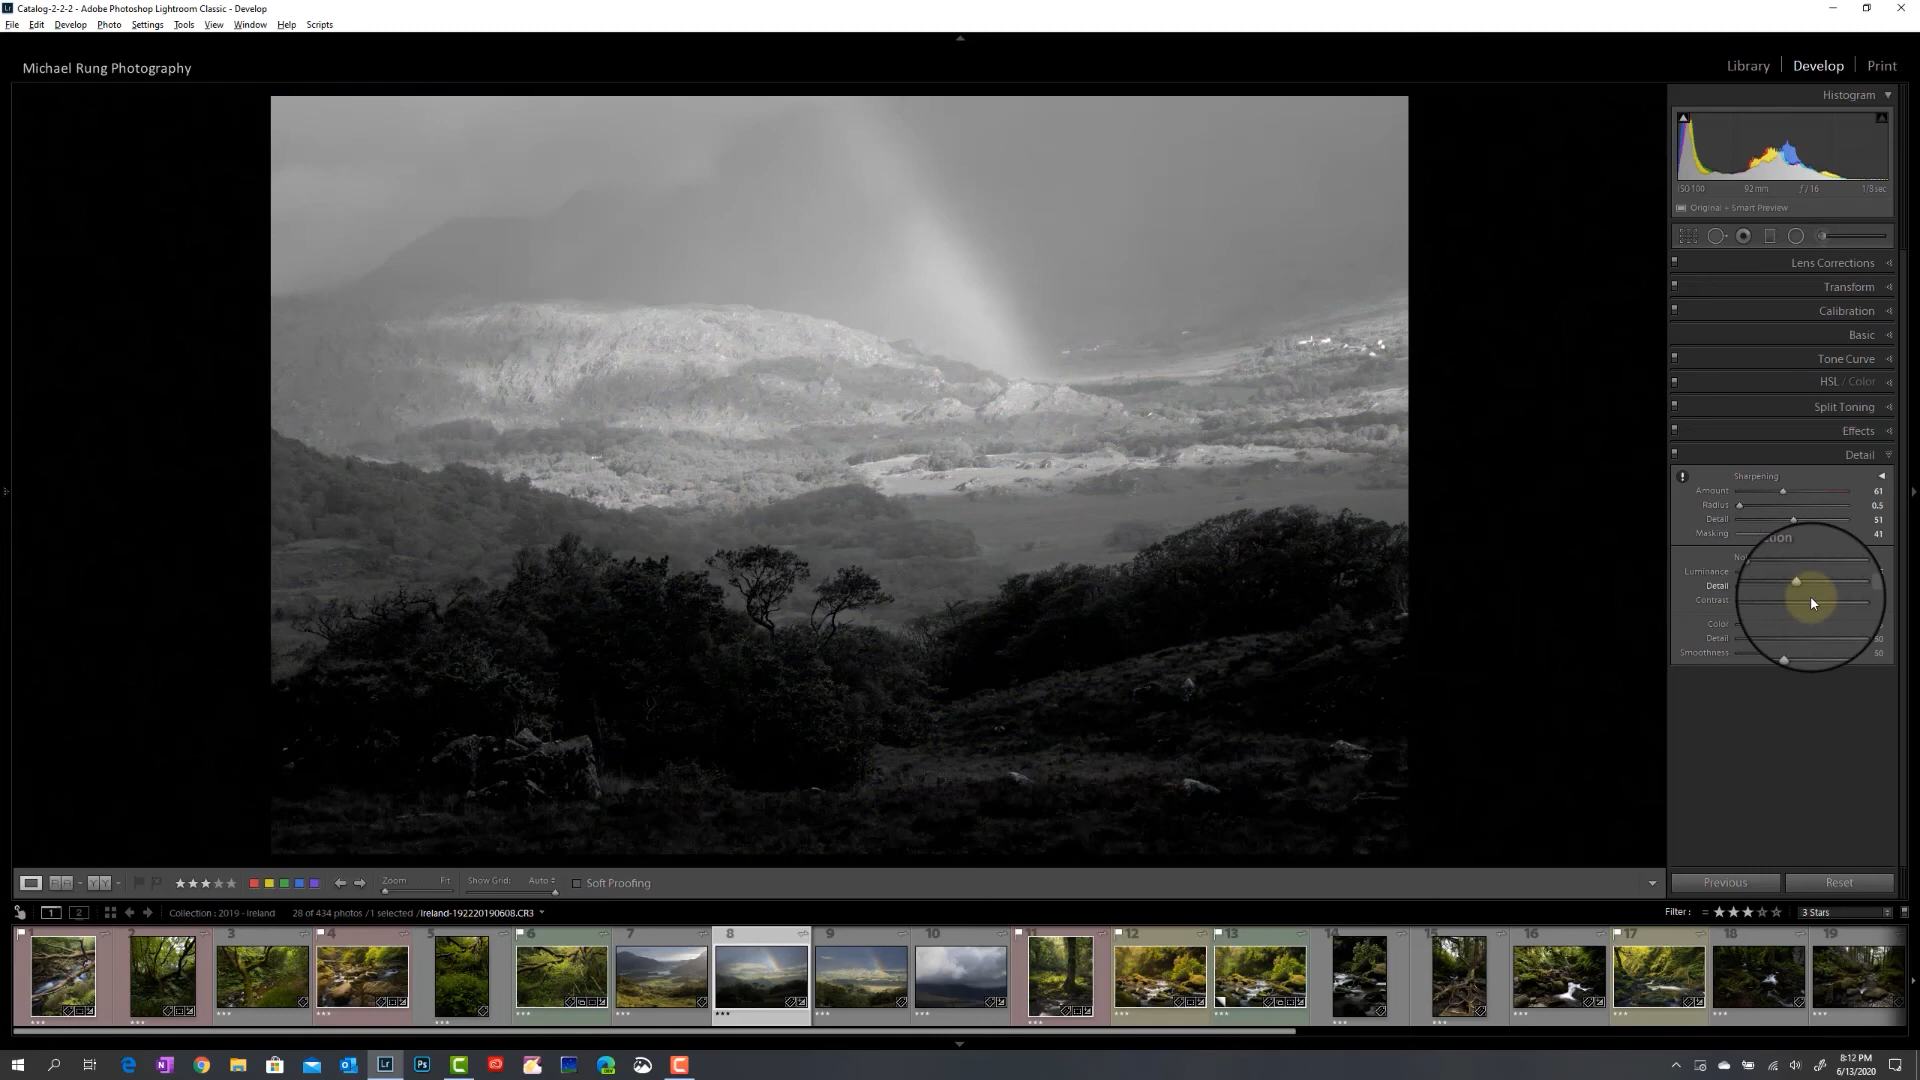 Catalog-2-2-2 - Adobe Photoshop Lightroom Classic - Develop
File Edit Develop Photo Settings Tools View Window Help Scripts
Michael Rung Photography
Library Develop Print
Histogram
ISO 100 92 mm ƒ / 16 1/8 sec
Original + Smart Preview
Lens Corrections
Transform
Calibration
Basic
Tone Curve
HSL / Color
Split Toning
Effects
Detail
Sharpening
Amount 61
Radius 0.5
Detail 51
Masking 41
Luminance
Detail
Contrast
Color
Detail 50
Smoothness 50
Zoom Fit Show Grid: Auto Soft Proofing
Previous Reset
1 2 Collection : 2019 - Ireland 28 of 434 photos / 1 selected / Ireland-192220190608.CR3 Filter : 3 Stars
1 2 3 4 5 6 7 8 9 10 11 12 13 14 15 16 17 18 19
8:12 PM
6/13/2020